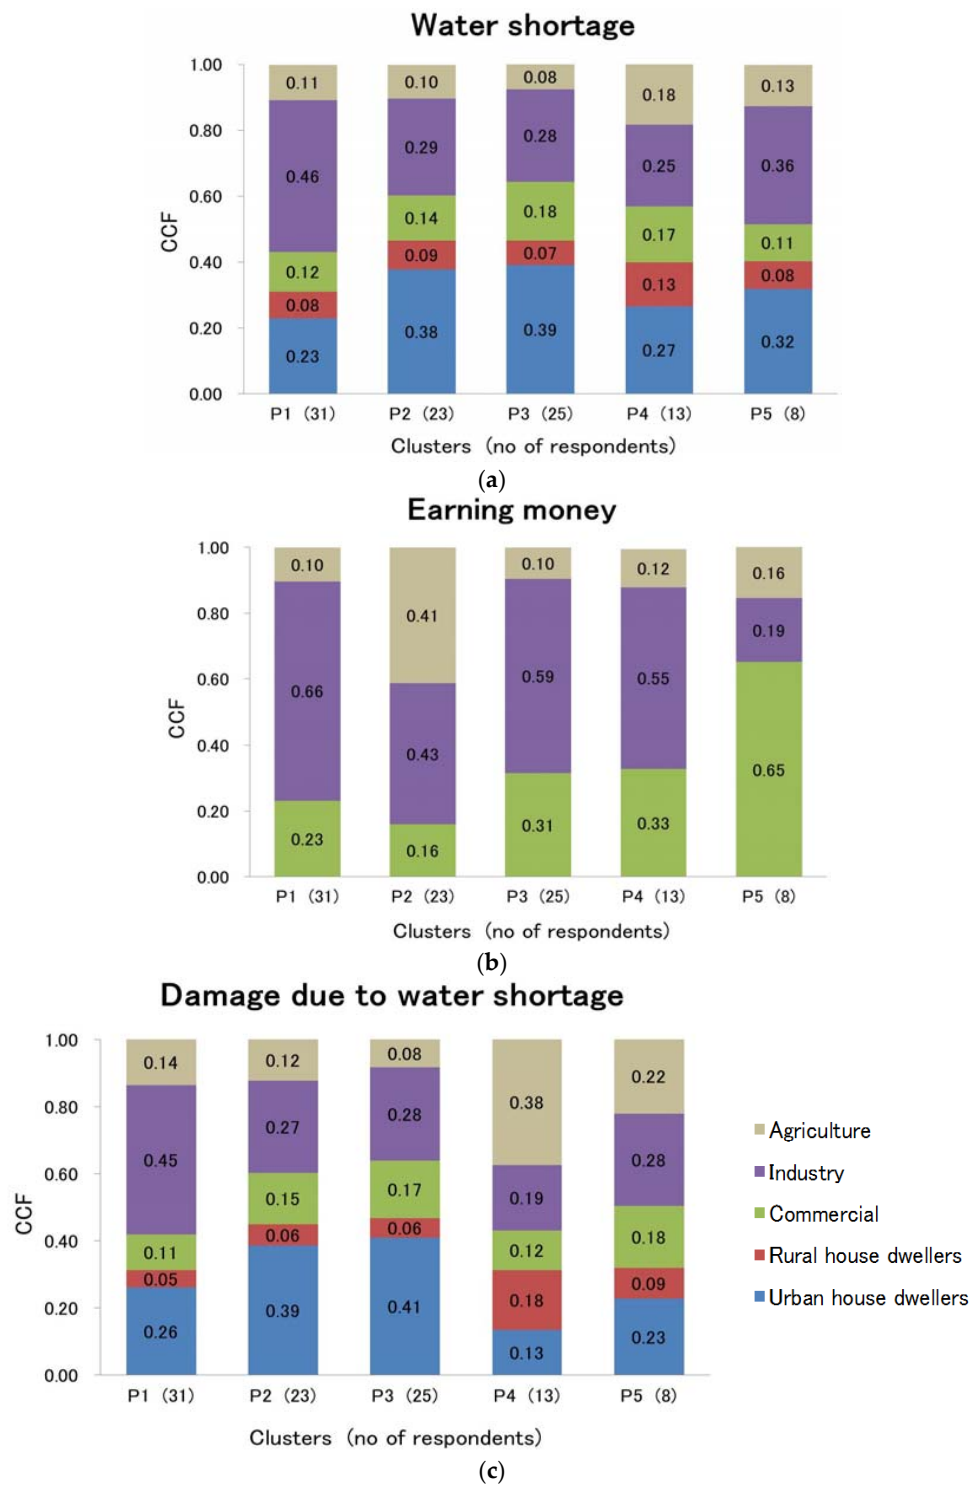 Water shortage
1.00
0.80
0.60
0.40
0.20
0.00
CCF
0.11 0.10 0.08 0.18 0.13
0.46 0.29 0.28 0.25 0.36
0.12 0.14 0.18 0.17 0.11
0.08 0.09 0.07 0.13 0.08
0.23 0.38 0.39 0.27 0.32
P1 (31) P2 (23) P3 (25) P4 (13) P5 (8)
Clusters (no of respondents)
(a)
Earning money
1.00
0.80
0.60
0.40
0.20
0.00
CCF
0.10 0.41 0.10 0.12 0.16
0.66 0.43 0.59 0.55 0.19
0.23 0.16 0.31 0.33 0.65
P1 (31) P2 (23) P3 (25) P4 (13) P5 (8)
Clusters (no of respondents)
(b)
Damage due to water shortage
1.00
0.80
0.60
0.40
0.20
0.00
CCF
0.14 0.12 0.08 0.38 0.22
0.45 0.27 0.28 0.19 0.28
0.11 0.15 0.17 0.12 0.18
0.05 0.06 0.06 0.18 0.09
0.26 0.39 0.41 0.13 0.23
P1 (31) P2 (23) P3 (25) P4 (13) P5 (8)
Clusters (no of respondents)
Agriculture
Industry
Commercial
Rural house dwellers
Urban house dwellers
(c)